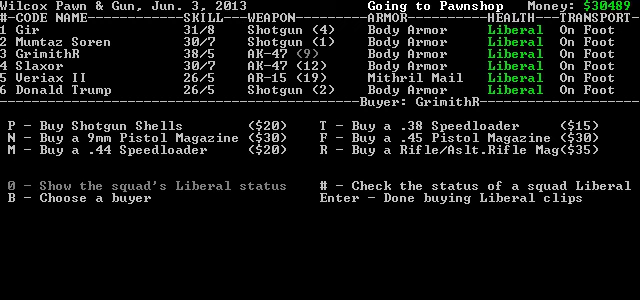 Wilcox Pawn & Gun, Jun. 3, 2013 Going to Pawnshop Money: $30489
#—CODE NAME————————————SKILL———WEAPON—————————ARMOR—————————HEALTH———TRANSPORT—
1 Gir 31/8 Shotgun (4) Body Armor Liberal On Foot
2 Mumtaz Soren 30/7 Shotgun (1) Body Armor Liberal On Foot
3 GrimithR 38/5 AK-47 (9) Body Armor Liberal On Foot
4 Slaxor 30/7 AK-47 (12) Body Armor Liberal On Foot
5 Veriax II 26/5 AR-15 (19) Mithril Mail Liberal On Foot
6 Donald Trump 26/5 Shotgun (2) Body Armor Liberal On Foot
Buyer: GrimithR
P - Buy Shotgun Shells ($20) T - Buy a .38 Speedloader ($15)
N - Buy a 9mm Pistol Magazine ($30) F - Buy a .45 Pistol Magazine ($30)
M - Buy a .44 Speedloader ($20) R - Buy a Rifle/Aslt.Rifle Mag($35)
0 - Show the squad's Liberal status # - Check the status of a squad Liberal
B - Choose a buyer Enter - Done buying Liberal clips